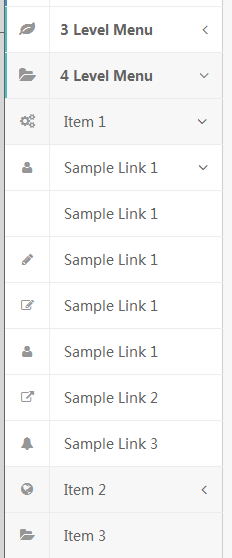 3 Level Menu
4 Level Menu
Item 1
Sample Link 1
Sample Link 1
Sample Link 1
Sample Link 1
Sample Link 1
Sample Link 2
Sample Link 3
Item 2
Item 3